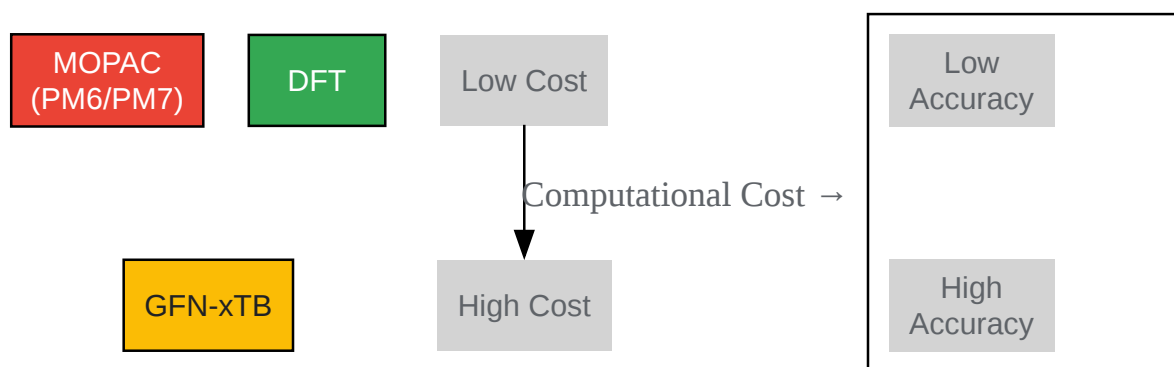 MOPAC
(PM6/PM7)
DFT
Low Cost
Low
Accuracy
Computational Cost →
GFN-xTB
High Cost
High
Accuracy